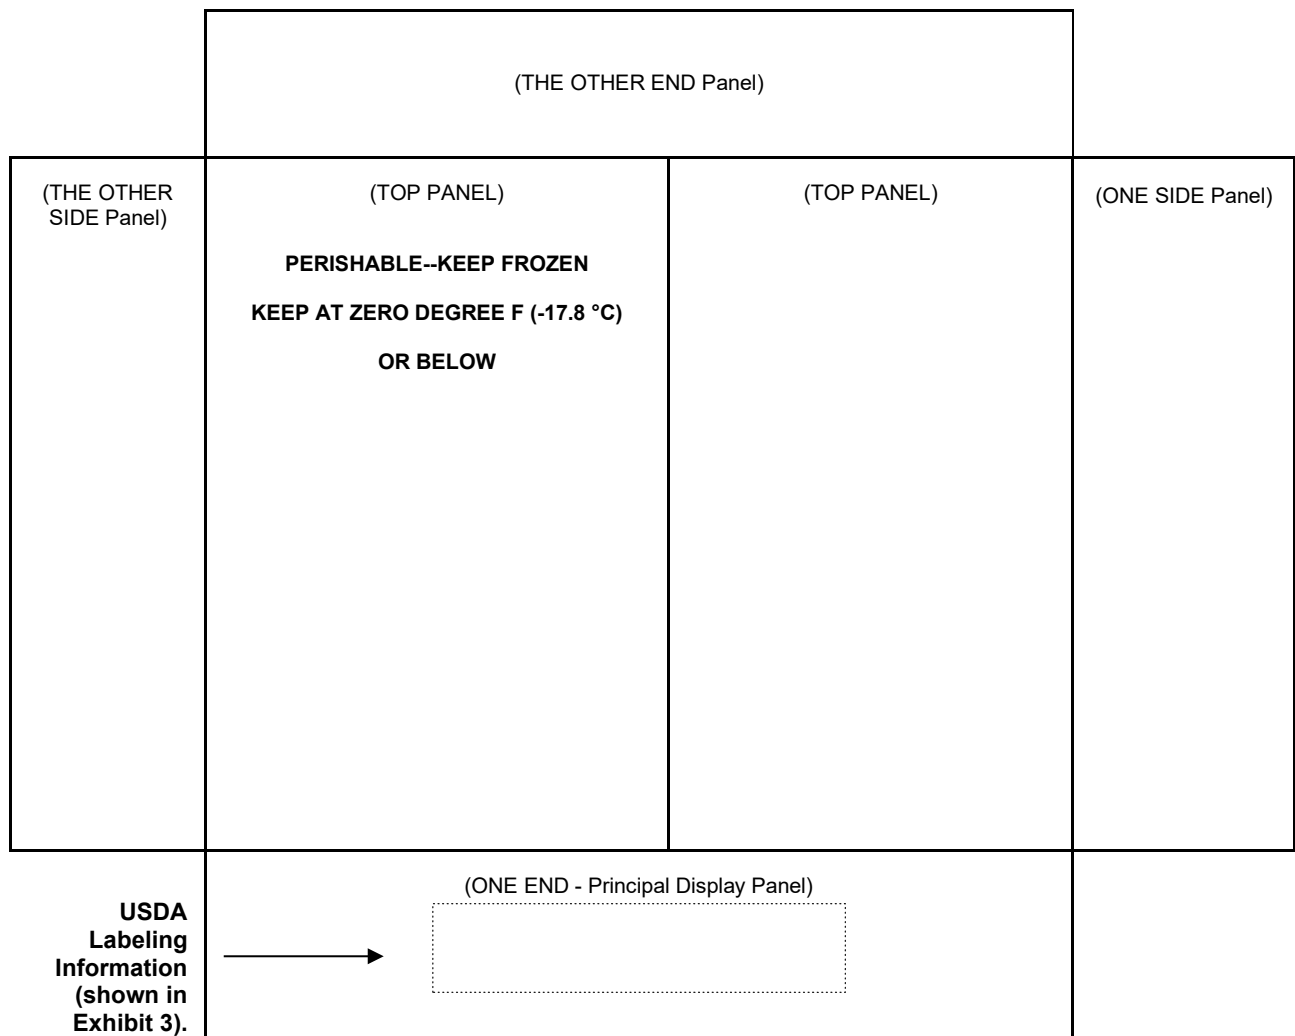 (THE OTHER END Panel)
(THE OTHER
SIDE Panel)
(TOP PANEL)
PERISHABLE--KEEP FROZEN
KEEP AT ZERO DEGREE F (-17.8 °C)
OR BELOW
(TOP PANEL)
(ONE SIDE Panel)
(ONE END - Principal Display Panel)
USDA
Labeling
Information
(shown in
Exhibit 3).